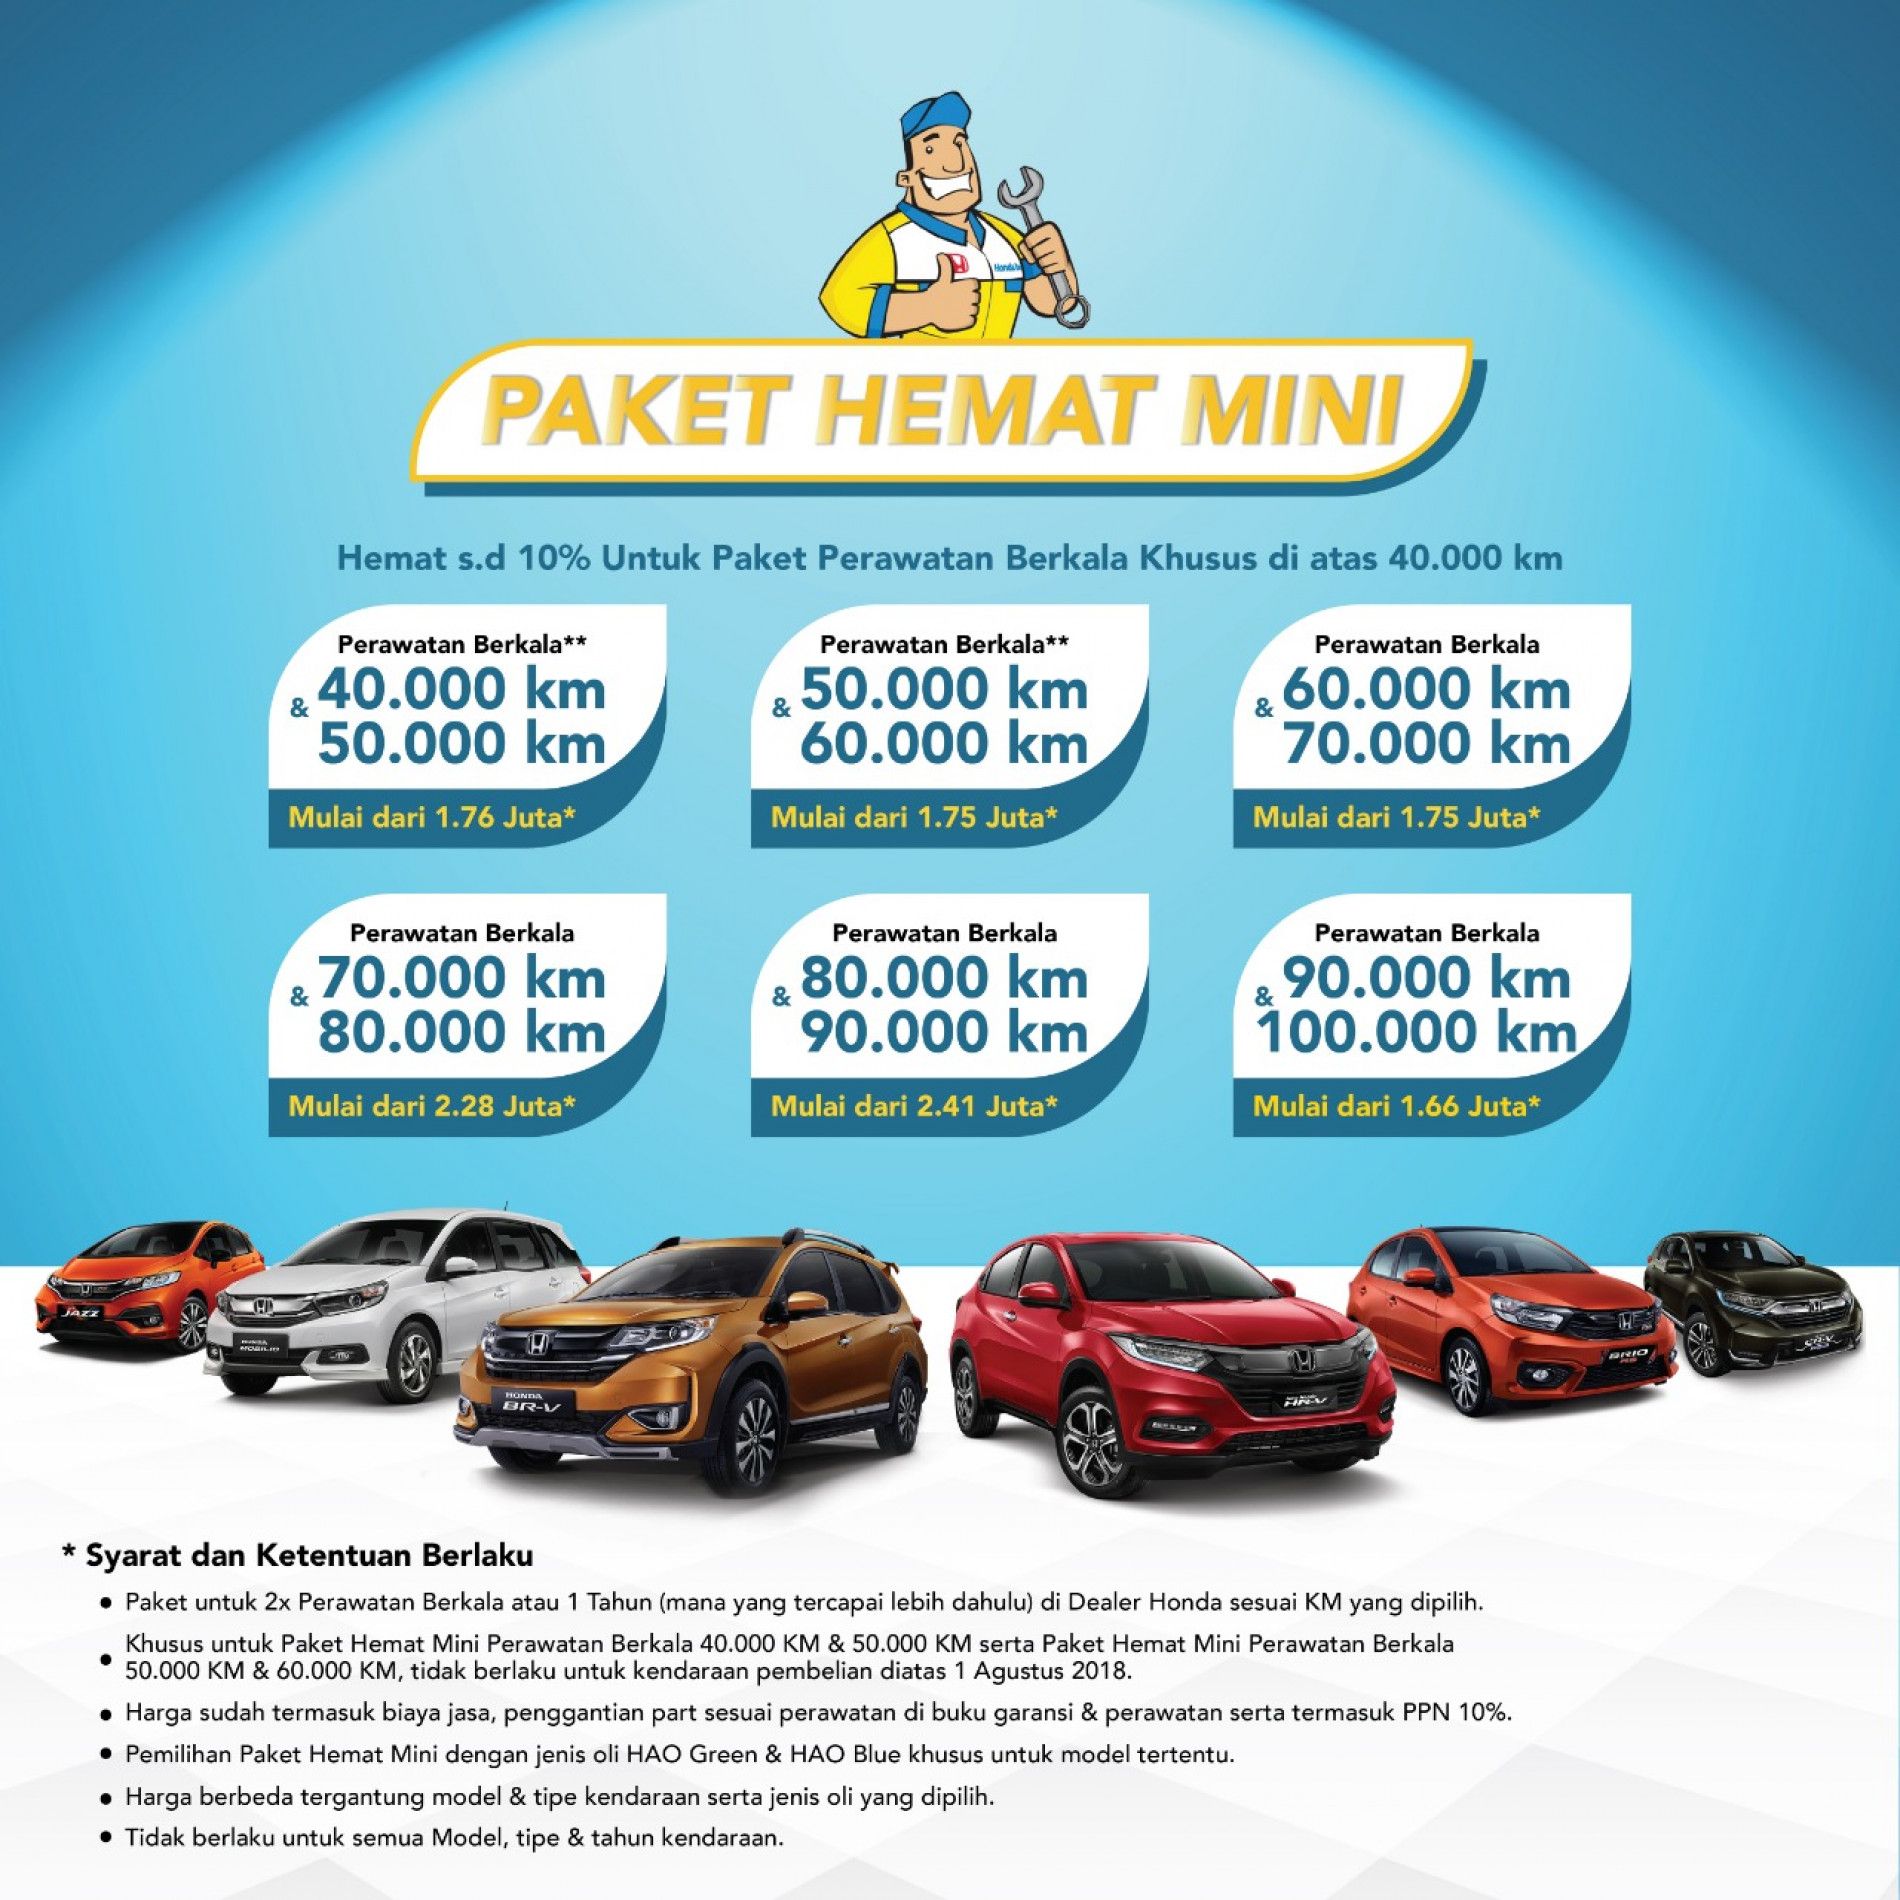 Honda
PAKET HEMAT MINI
Hemat s.d 10% Untuk Paket Perawatan Berkala Khusus di atas 40.000 km
Perawatan Berkala**
40.000 km
& 50.000 km
Mulai dari 1.76 Juta*
Perawatan Berkala**
50.000 km
& 60.000 km
Mulai dari 1.75 Juta*
Perawatan Berkala
60.000 km
& 70.000 km
Mulai dari 1.75 Juta*
Perawatan Berkala
70.000 km
& 80.000 km
Mulai dari 2.28 Juta*
Perawatan Berkala
80.000 km
& 90.000 km
Mulai dari 2.41 Juta*
Perawatan Berkala
90.000 km
& 100.000 km
Mulai dari 1.66 Juta*
JAZZ
HONDA
MOBILIO
HONDA
BR-V
HR-V
BRIO
RS
CR-V
* Syarat dan Ketentuan Berlaku
• Paket untuk 2x Perawatan Berkala atau 1 Tahun (mana yang tercapai lebih dahulu) di Dealer Honda sesuai KM yang dipilih.
• Khusus untuk Paket Hemat Mini Perawatan Berkala 40.000 KM & 50.000 KM serta Paket Hemat Mini Perawatan Berkala
50.000 KM & 60.000 KM, tidak berlaku untuk kendaraan pembelian diatas 1 Agustus 2018.
• Harga sudah termasuk biaya jasa, penggantian part sesuai perawatan di buku garansi & perawatan serta termasuk PPN 10%.
• Pemilihan Paket Hemat Mini dengan jenis oli HAO Green & HAO Blue khusus untuk model tertentu.
• Harga berbeda tergantung model & tipe kendaraan serta jenis oli yang dipilih.
• Tidak berlaku untuk semua Model, tipe & tahun kendaraan.